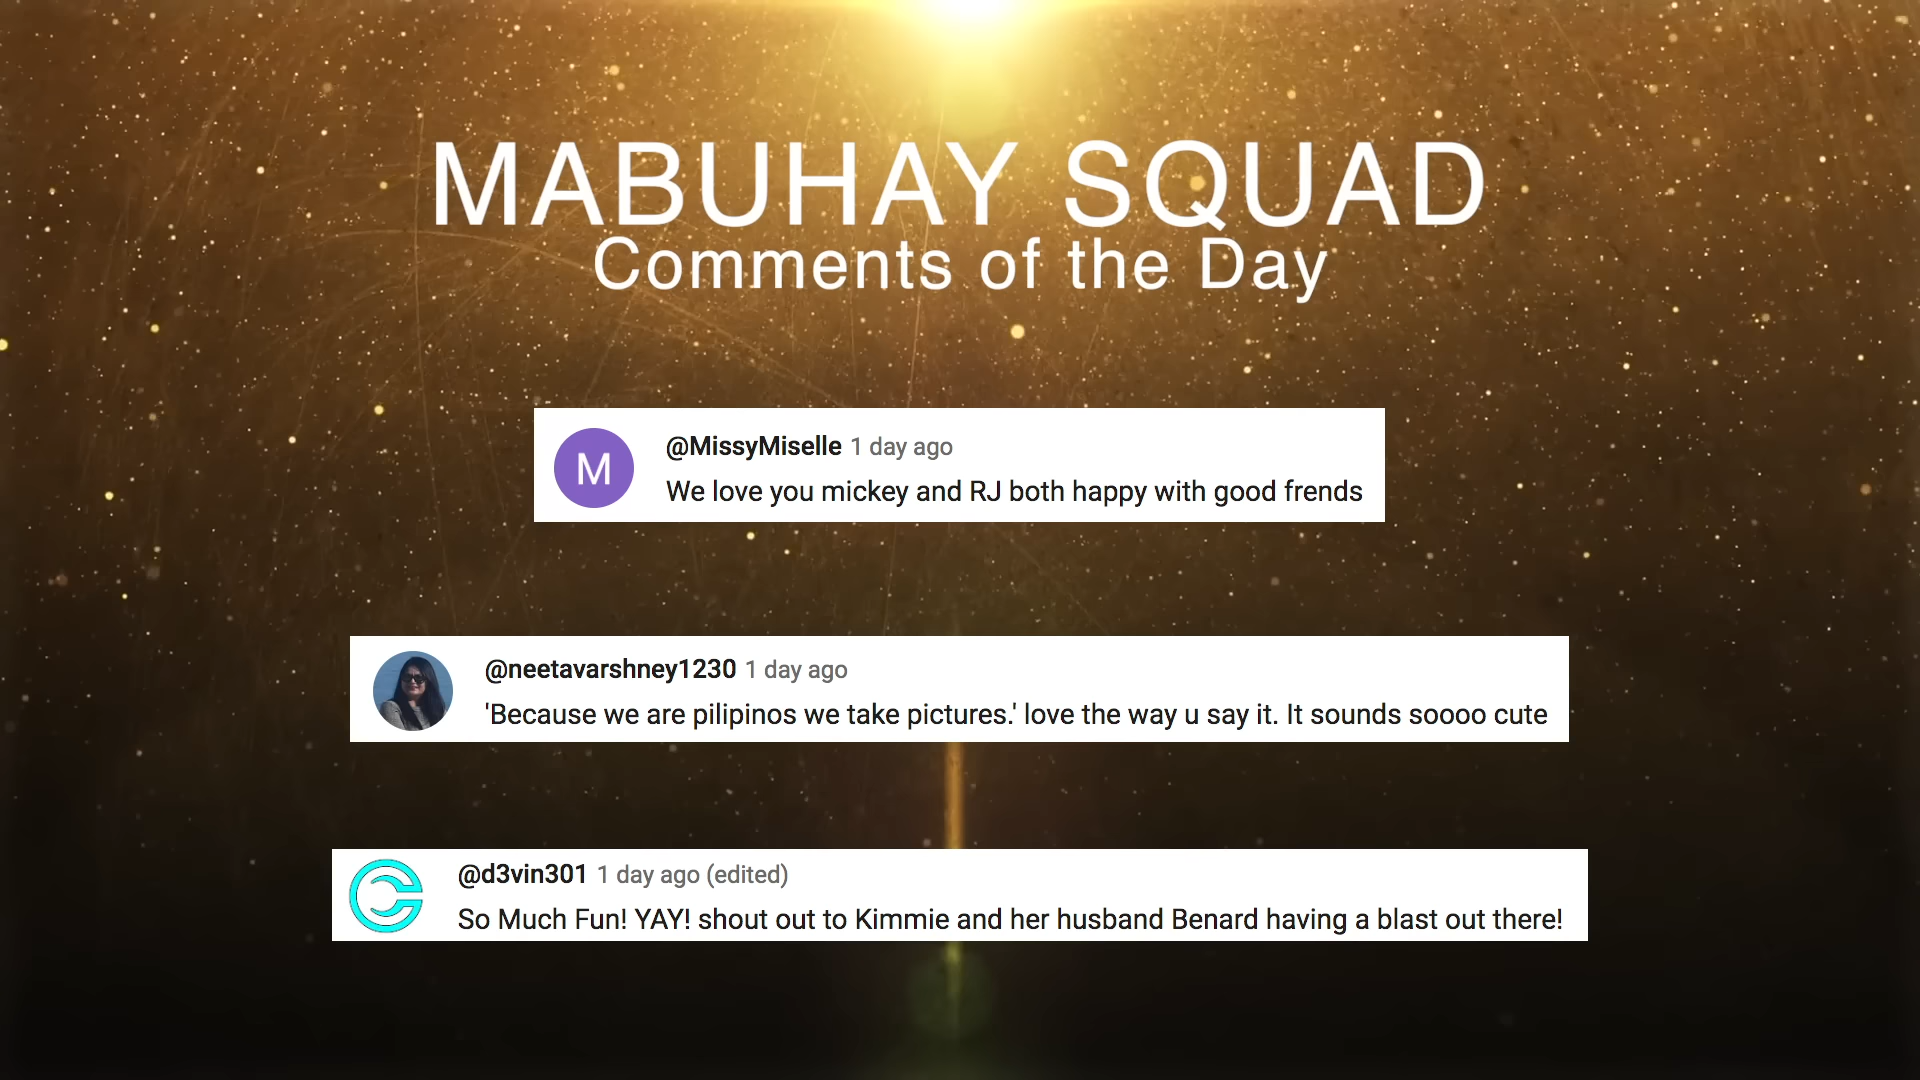 MABUHAY SQUAD
Comments of the Day
M
@MissyMiselle 1 day ago
We love you mickey and RJ both happy with good frends
@neetavarshney1230 1 day ago
'Because we are pilipinos we take pictures.' love the way u say it. It sounds soooo cute
@d3vin301 1 day ago (edited)
So Much Fun! YAY! shout out to Kimmie and her husband Benard having a blast out there!